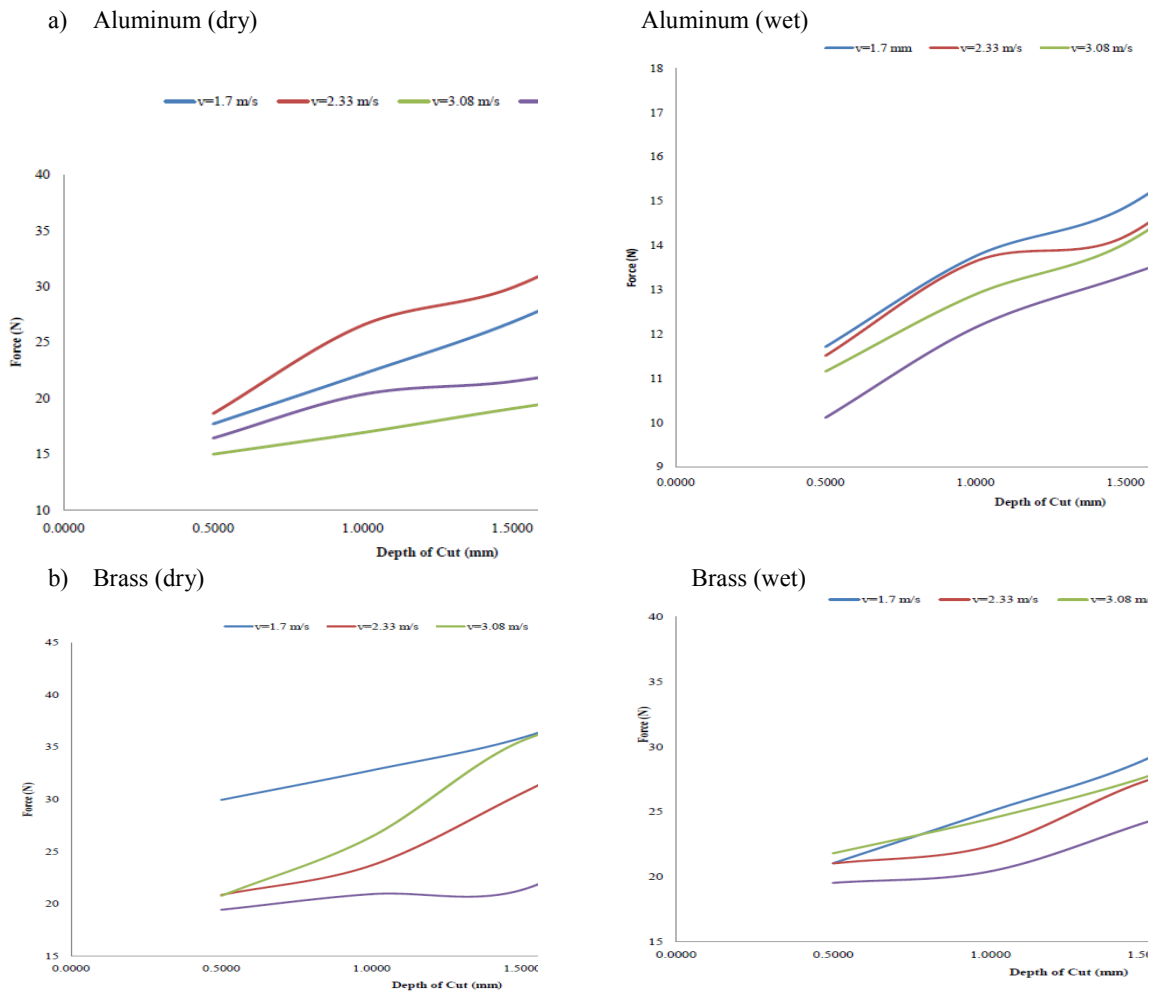 a) Aluminum (dry)
Aluminum (wet)
v=1.7 m/s v=2.33 m/s v=3.08 m/s
40
35
30
25
20
15
10
Force (N)
0.0000 0.5000 1.0000 1.5000
Depth of Cut (mm)
v=1.7 mm v=2.33 m/s v=3.08 m/s
18
17
16
15
14
13
12
11
10
9
Force (N)
0.0000 0.5000 1.0000 1.5000
Depth of Cut (mm)
b) Brass (dry)
Brass (wet)
v=1.7 m/s v=2.33 m/s v=3.08 m/s
45
40
35
30
25
20
15
Force (N)
0.0000 0.5000 1.0000 1.5000
Depth of Cut (mm)
v=1.7 m/s v=2.33 m/s v=3.08 m/
40
35
30
25
20
15
Force (N)
0.0000 0.5000 1.0000 1.50
Depth of Cut (mm)